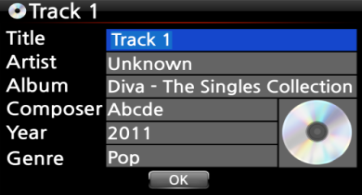 Track 1
Title Track 1
Artist Unknown
Album Diva - The Singles Collection
Composer Abcde
Year 2011
Genre Pop
OK